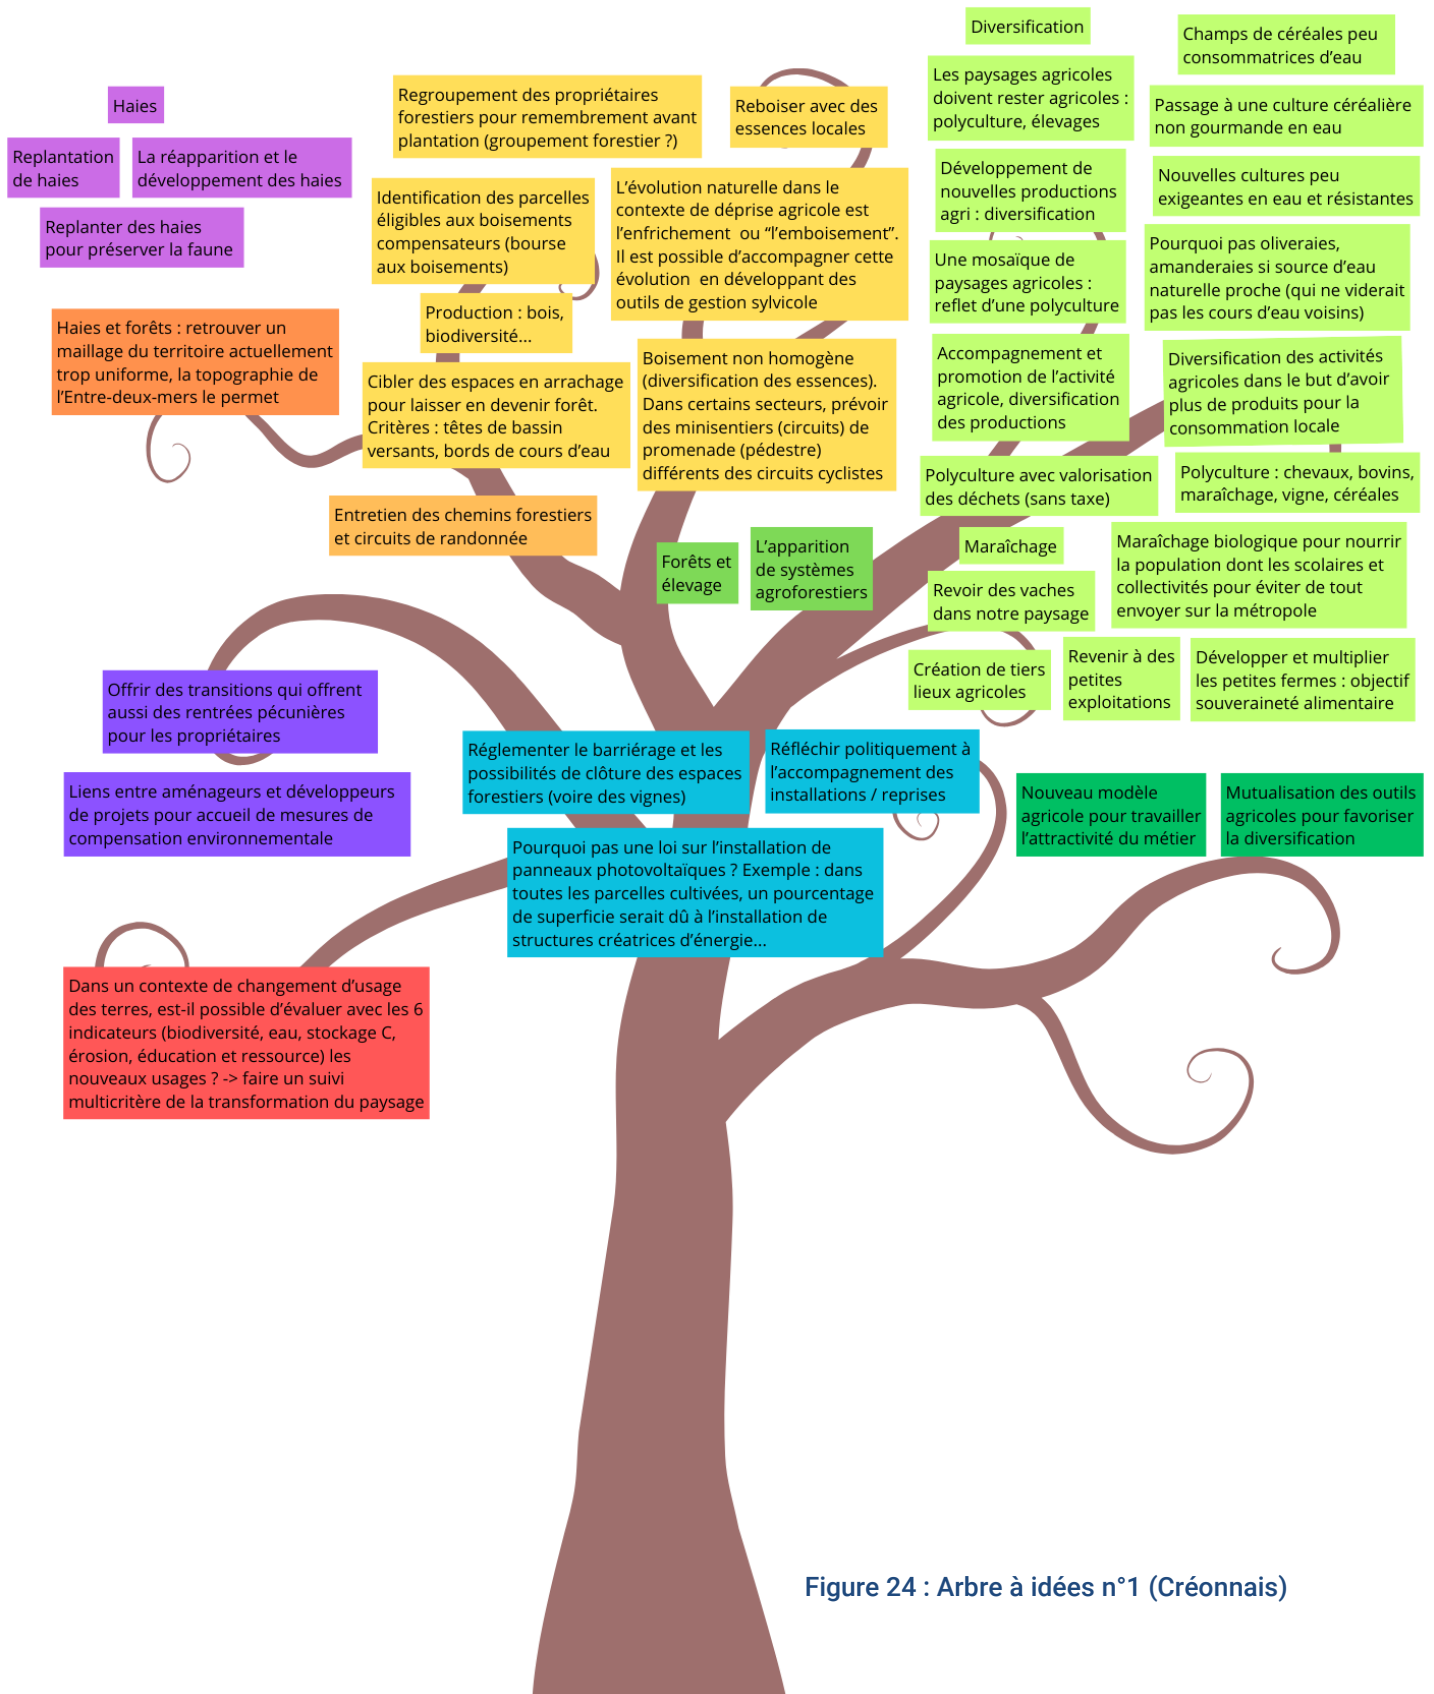 Haies
Replantation
de haies
La réapparition et le
développement des haies
Replanter des haies
pour préserver la faune
Haies et forêts : retrouver un
maillage du territoire actuellement
trop uniforme, la topographie de
l’Entre-deux-mers le permet
Regroupement des propriétaires
forestiers pour remembrement avant
plantation (groupement forestier ?)
Reboiser avec des
essences locales
Identification des parcelles
éligibles aux boisements
compensateurs (bourse
aux boisements)
L’évolution naturelle dans le
contexte de déprise agricole est
l’enfrichement  ou “l’emboisement”.
Il est possible d’accompagner cette
évolution  en développant des
outils de gestion sylvicole
Production : bois,
biodiversité...
Cibler des espaces en arrachage
pour laisser en devenir forêt.
Critères : têtes de bassin
versants, bords de cours d’eau
Boisement non homogène
(diversification des essences).
Dans certains secteurs, prévoir
des minisentiers (circuits) de
promenade (pédestre)
différents des circuits cyclistes
Entretien des chemins forestiers
et circuits de randonnée
Forêts et
élevage
L’apparition
de systèmes
agroforestiers
Diversification
Les paysages agricoles
doivent rester agricoles :
polyculture, élevages
Développement de
nouvelles productions
agri : diversification
Une mosaïque de
paysages agricoles :
reflet d’une polyculture
Accompagnement et
promotion de l’activité
agricole, diversification
des productions
Polyculture avec valorisation
des déchets (sans taxe)
Champs de céréales peu
consommatrices d’eau
Passage à une culture céréalière
non gourmande en eau
Nouvelles cultures peu
exigeantes en eau et résistantes
Pourquoi pas oliveraies,
amanderaies si source d’eau
naturelle proche (qui ne viderait
pas les cours d’eau voisins)
Diversification des activités
agricoles dans le but d’avoir
plus de produits pour la
consommation locale
Polyculture : chevaux, bovins,
maraîchage, vigne, céréales
Maraîchage
Revoir des vaches
dans notre paysage
Maraîchage biologique pour nourrir
la population dont les scolaires et
collectivités pour éviter de tout
envoyer sur la métropole
Création de tiers
lieux agricoles
Revenir à des
petites
exploitations
Développer et multiplier
les petites fermes : objectif
souveraineté alimentaire
Offrir des transitions qui offrent
aussi des rentrées pécunières
pour les propriétaires
Liens entre aménageurs et développeurs
de projets pour accueil de mesures de
compensation environnementale
Réglementer le barriérage et les
possibilités de clôture des espaces
forestiers (voire des vignes)
Réfléchir politiquement à
l’accompagnement des
installations / reprises
Pourquoi pas une loi sur l’installation de
panneaux photovoltaïques ? Exemple : dans
toutes les parcelles cultivées, un pourcentage
de superficie serait dû à l’installation de
structures créatrices d’énergie...
Nouveau modèle
agricole pour travailler
l’attractivité du métier
Mutualisation des outils
agricoles pour favoriser
la diversification
Dans un contexte de changement d’usage
des terres, est-il possible d’évaluer avec les 6
indicateurs (biodiversité, eau, stockage C,
érosion, éducation et ressource) les
nouveaux usages ? -> faire un suivi
multicritère de la transformation du paysage
Figure 24 : Arbre à idées n°1 (Créonnais)